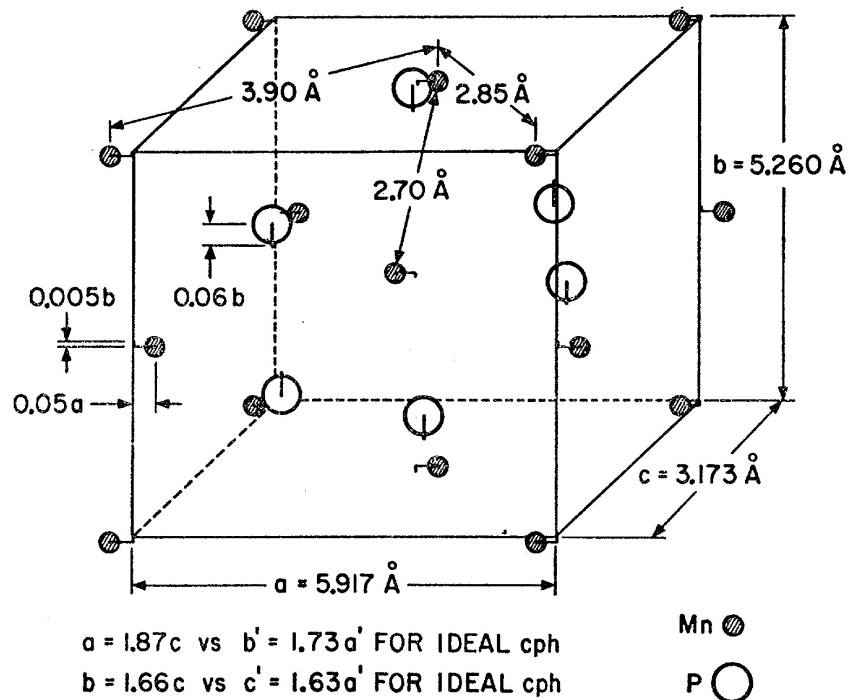 3.90 Å
2.85 Å
b = 5.260 Å
2.70 Å
0.005b
0.06b
0.05a
c = 3.173 Å
a = 5.917 Å
a = 1.87c vs b' = 1.73a' FOR IDEAL cph
b = 1.66c vs c' = 1.63a' FOR IDEAL cph
Mn
P